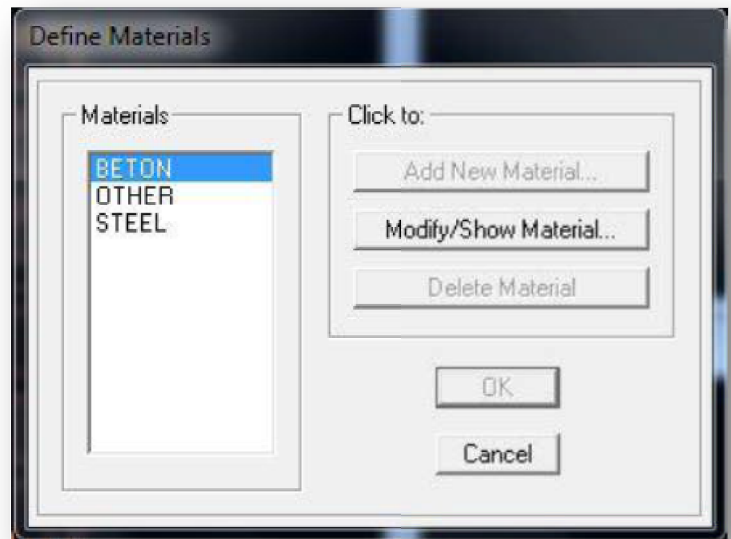 Define Materials
Materials
BETON
OTHER
STEEL
Click to:
Add New Material...
Modify/Show Material...
Delete Material
OK
Cancel